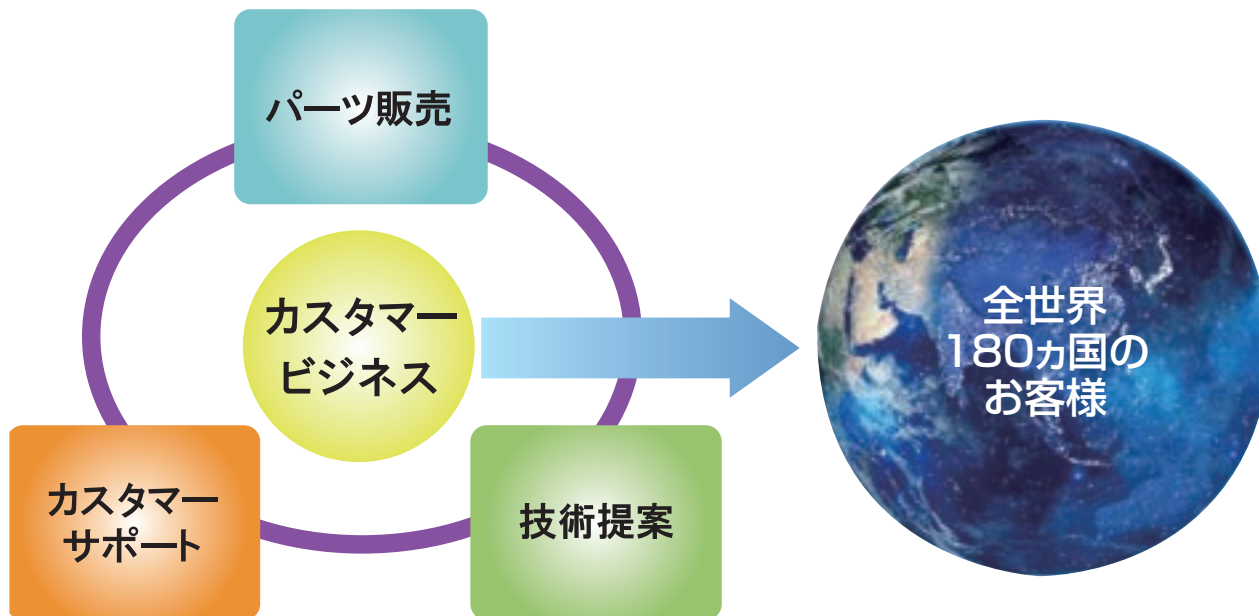 パーツ販売
カスタマー
ビジネス
カスタマー
サポート
技術提案
全世界
180ヵ国の
お客様